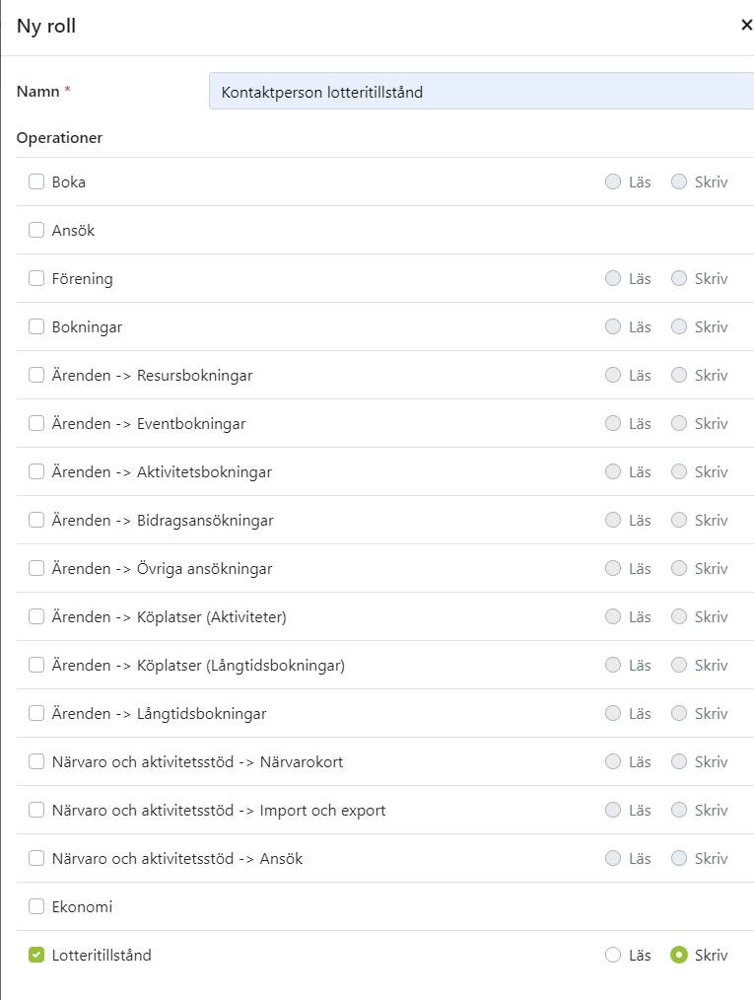 Ny roll
Namn *
Kontaktperson lotteritillstånd
Operationer
Boka Läs Skriv
Ansök
Förening Läs Skriv
Bokningar Läs Skriv
Ärenden -> Resursbokningar Läs Skriv
Ärenden -> Eventbokningar Läs Skriv
Ärenden -> Aktivitetsbokningar Läs Skriv
Ärenden -> Bidragsansökningar Läs Skriv
Ärenden -> Övriga ansökningar Läs Skriv
Ärenden -> Köplatser (Aktiviteter) Läs Skriv
Ärenden -> Köplatser (Långtidsbokningar) Läs Skriv
Ärenden -> Långtidsbokningar Läs Skriv
Närvaro och aktivitetsstöd -> Närvarokort Läs Skriv
Närvaro och aktivitetsstöd -> Import och export Läs Skriv
Närvaro och aktivitetsstöd -> Ansök Läs Skriv
Ekonomi
Lotteritillstånd Läs Skriv